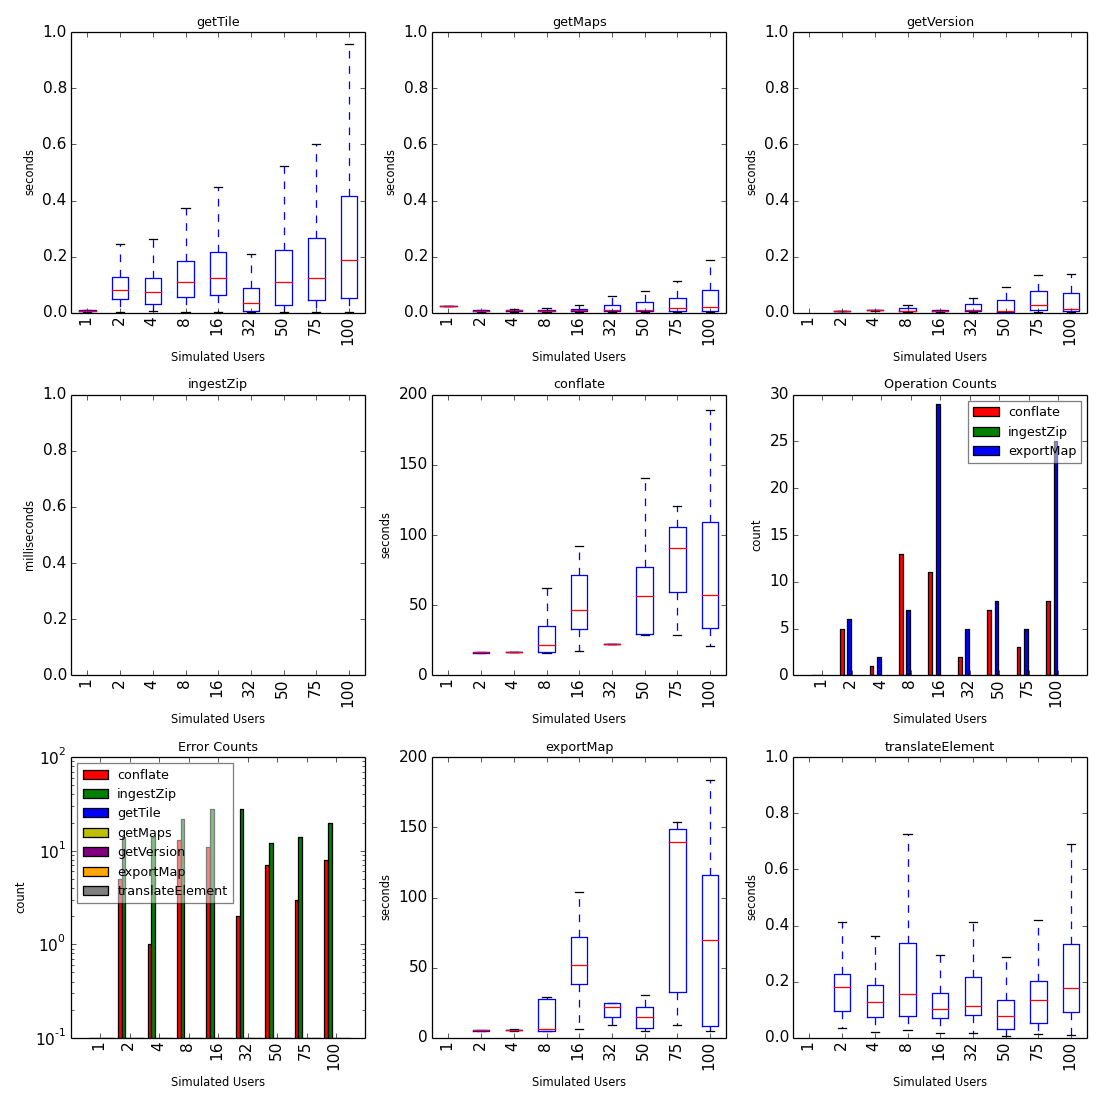 getTile
1.0
0.8
0.6
0.4
0.2
0.0
seconds
1 2 4 8 16 32 50 75 100
Simulated Users
getMaps
1.0
0.8
0.6
0.4
0.2
0.0
seconds
1 2 4 8 16 32 50 75 100
Simulated Users
getVersion
1.0
0.8
0.6
0.4
0.2
0.0
seconds
1 2 4 8 16 32 50 75 100
Simulated Users
ingestZip
1.0
0.8
0.6
0.4
0.2
0.0
milliseconds
1 2 4 8 16 32 50 75 100
Simulated Users
conflate
200
150
100
50
0
seconds
1 2 4 8 16 32 50 75 100
Simulated Users
Operation Counts
30
25
20
15
10
5
0
count
conflate
ingestZip
exportMap
1 2 4 8 16 32 50 75 100
Simulated Users
Error Counts
10^2
10^1
10^0
10^-1
count
conflate
ingestZip
getTile
getMaps
getVersion
exportMap
translateElement
1 2 4 8 16 32 50 75 100
Simulated Users
exportMap
200
150
100
50
0
seconds
1 2 4 8 16 32 50 75 100
Simulated Users
translateElement
1.0
0.8
0.6
0.4
0.2
0.0
seconds
1 2 4 8 16 32 50 75 100
Simulated Users